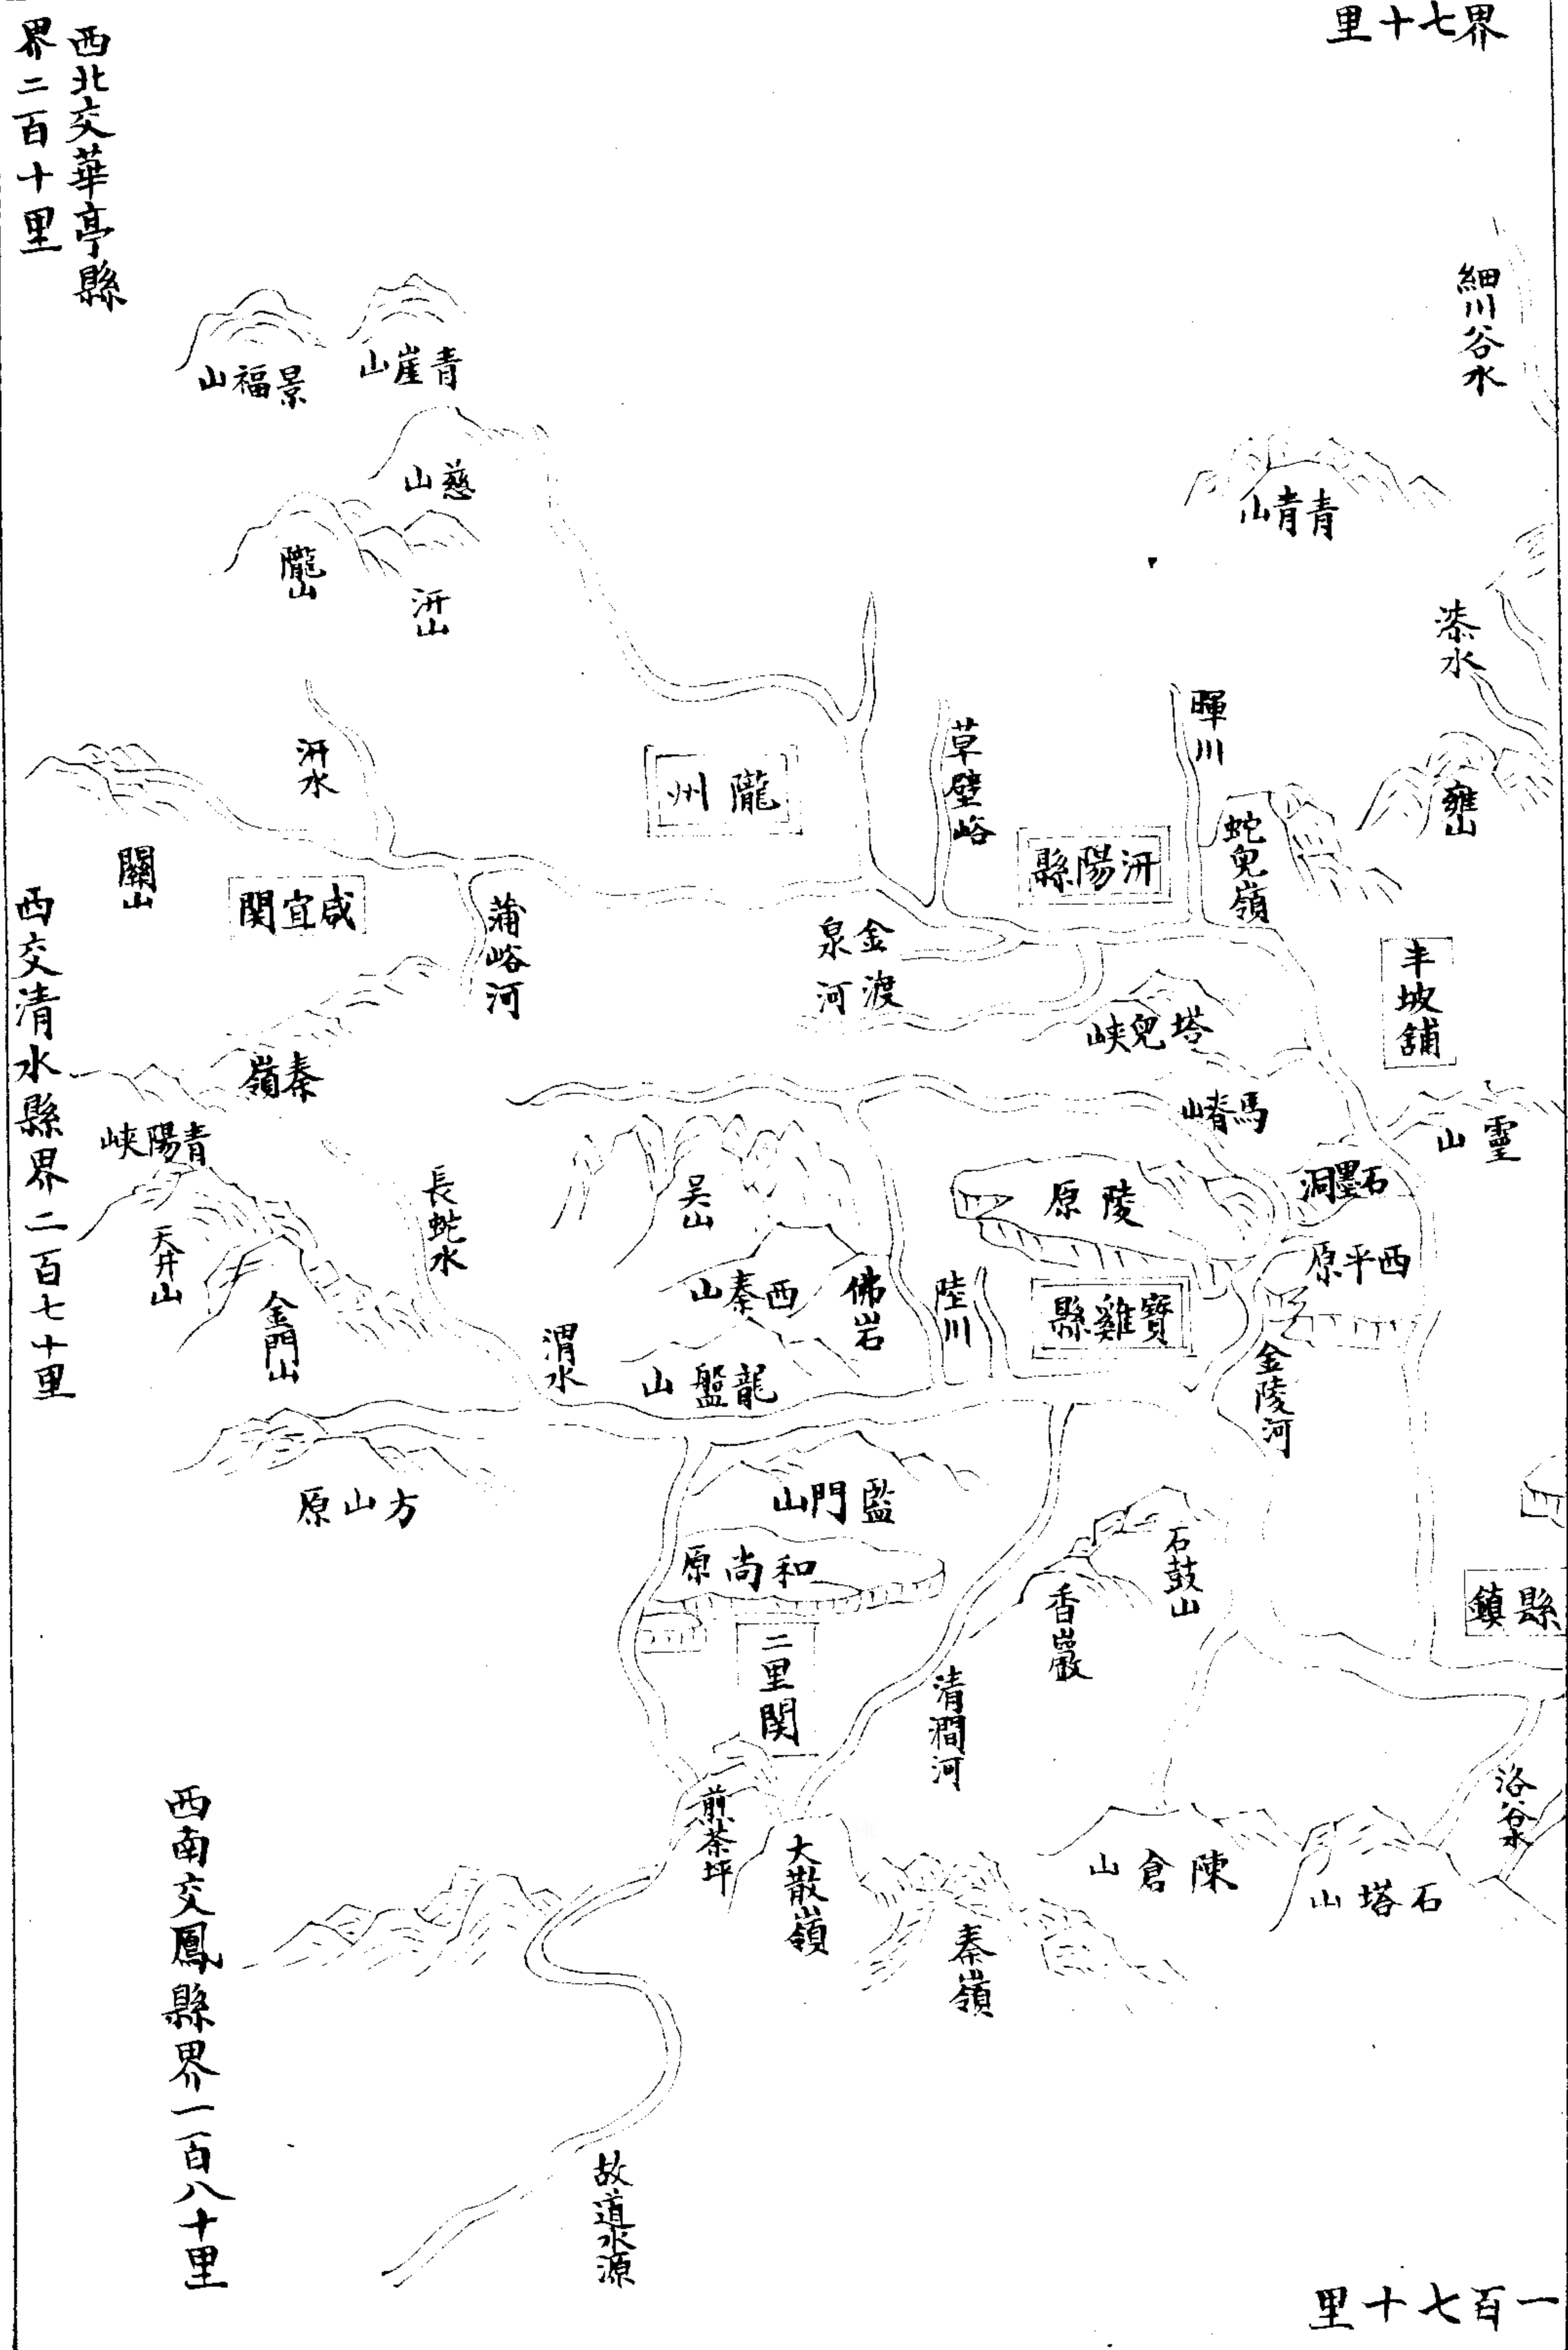 界七十里
細川谷水
青青山
漆水
雍山
暉川
蛇兒嶺
汧陽縣
草壁峪
隴州
丰坡舖
靈山
塔兒峽
金渡
泉河
馬脊山
石墨洞
西平原
陵原
寶雞縣
金陵河
陸川
佛岩
吴山
西秦山
龍盤山
渭水
長蛇水
縣鎮
石鼓山
香巖
監門山
和尚原
二里関
清澗河
洛谷水
石塔山
陳倉山
秦嶺
大散嶺
煎茶坪
故道水源
一百七十里
青崖山
景福山
慈山
隴山
汧山
汧水
關山
咸宜関
蒲峪河
秦嶺
青陽峽
天井山
金門山
方山原
西北交華亭縣
界二百十里
西交清水縣界二百七十里
西南交鳳縣界一百八十里